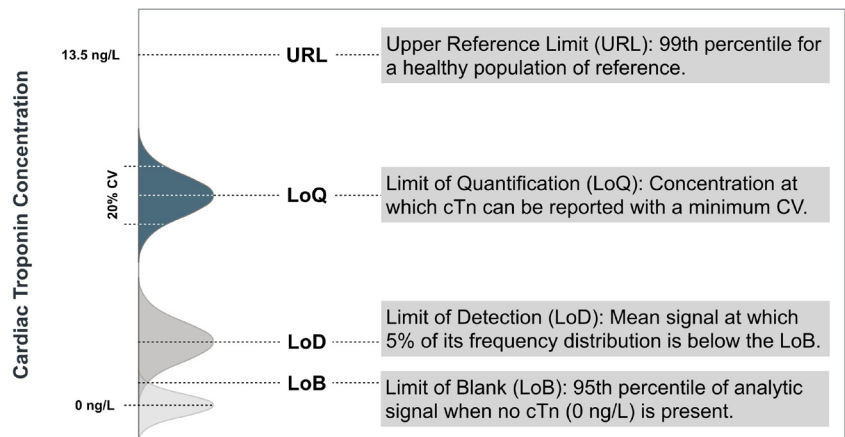 Cardiac Troponin Concentration
13.5 ng/L
URL
Upper Reference Limit (URL): 99th percentile for
a healthy population of reference.
20% CV
LoQ
Limit of Quantification (LoQ): Concentration at
which cTn can be reported with a minimum CV.
LoD
Limit of Detection (LoD): Mean signal at which
5% of its frequency distribution is below the LoB.
LoB
Limit of Blank (LoB): 95th percentile of analytic
signal when no cTn (0 ng/L) is present.
0 ng/L